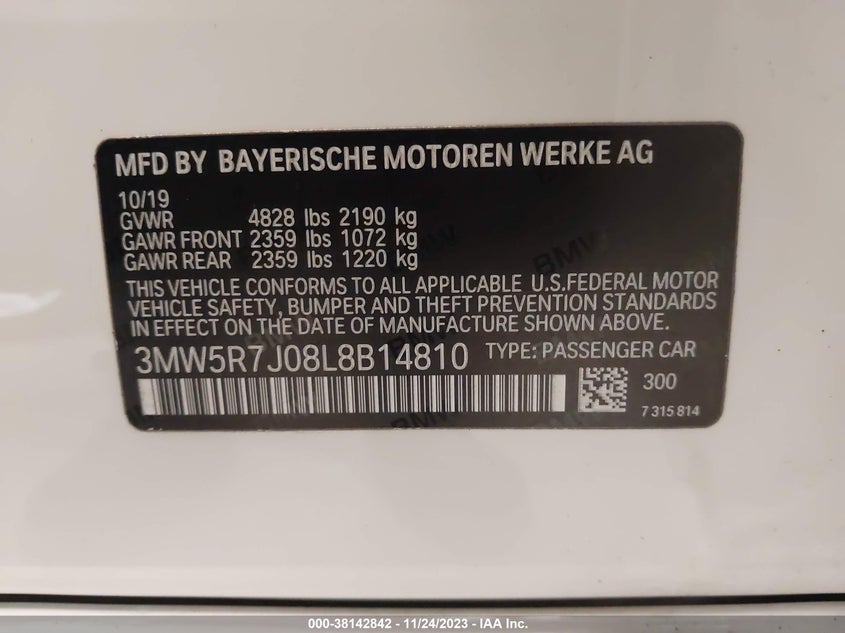 MFD BY BAYERISCHE MOTOREN WERKE AG
10/19
GVWR 4828 lbs 2190 kg
GAWR FRONT 2359 lbs 1072 kg
GAWR REAR 2359 lbs 1220 kg
THIS VEHICLE CONFORMS TO ALL APPLICABLE U.S.FEDERAL MOTOR
VEHICLE SAFETY, BUMPER AND THEFT PREVENTION STANDARDS
IN EFFECT ON THE DATE OF MANUFACTURE SHOWN ABOVE.
3MW5R7J08L8B14810 TYPE: PASSENGER CAR
300
7 315 814
000-38142842 - 11/24/2023 - IAA Inc.